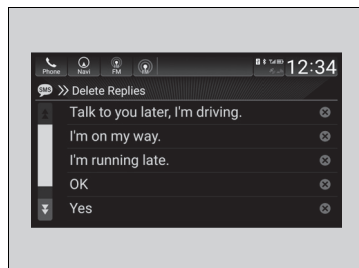 Phone Navi FM 12:34
SMS Delete Replies
Talk to you later, I'm driving.
I'm on my way.
I'm running late.
OK
Yes